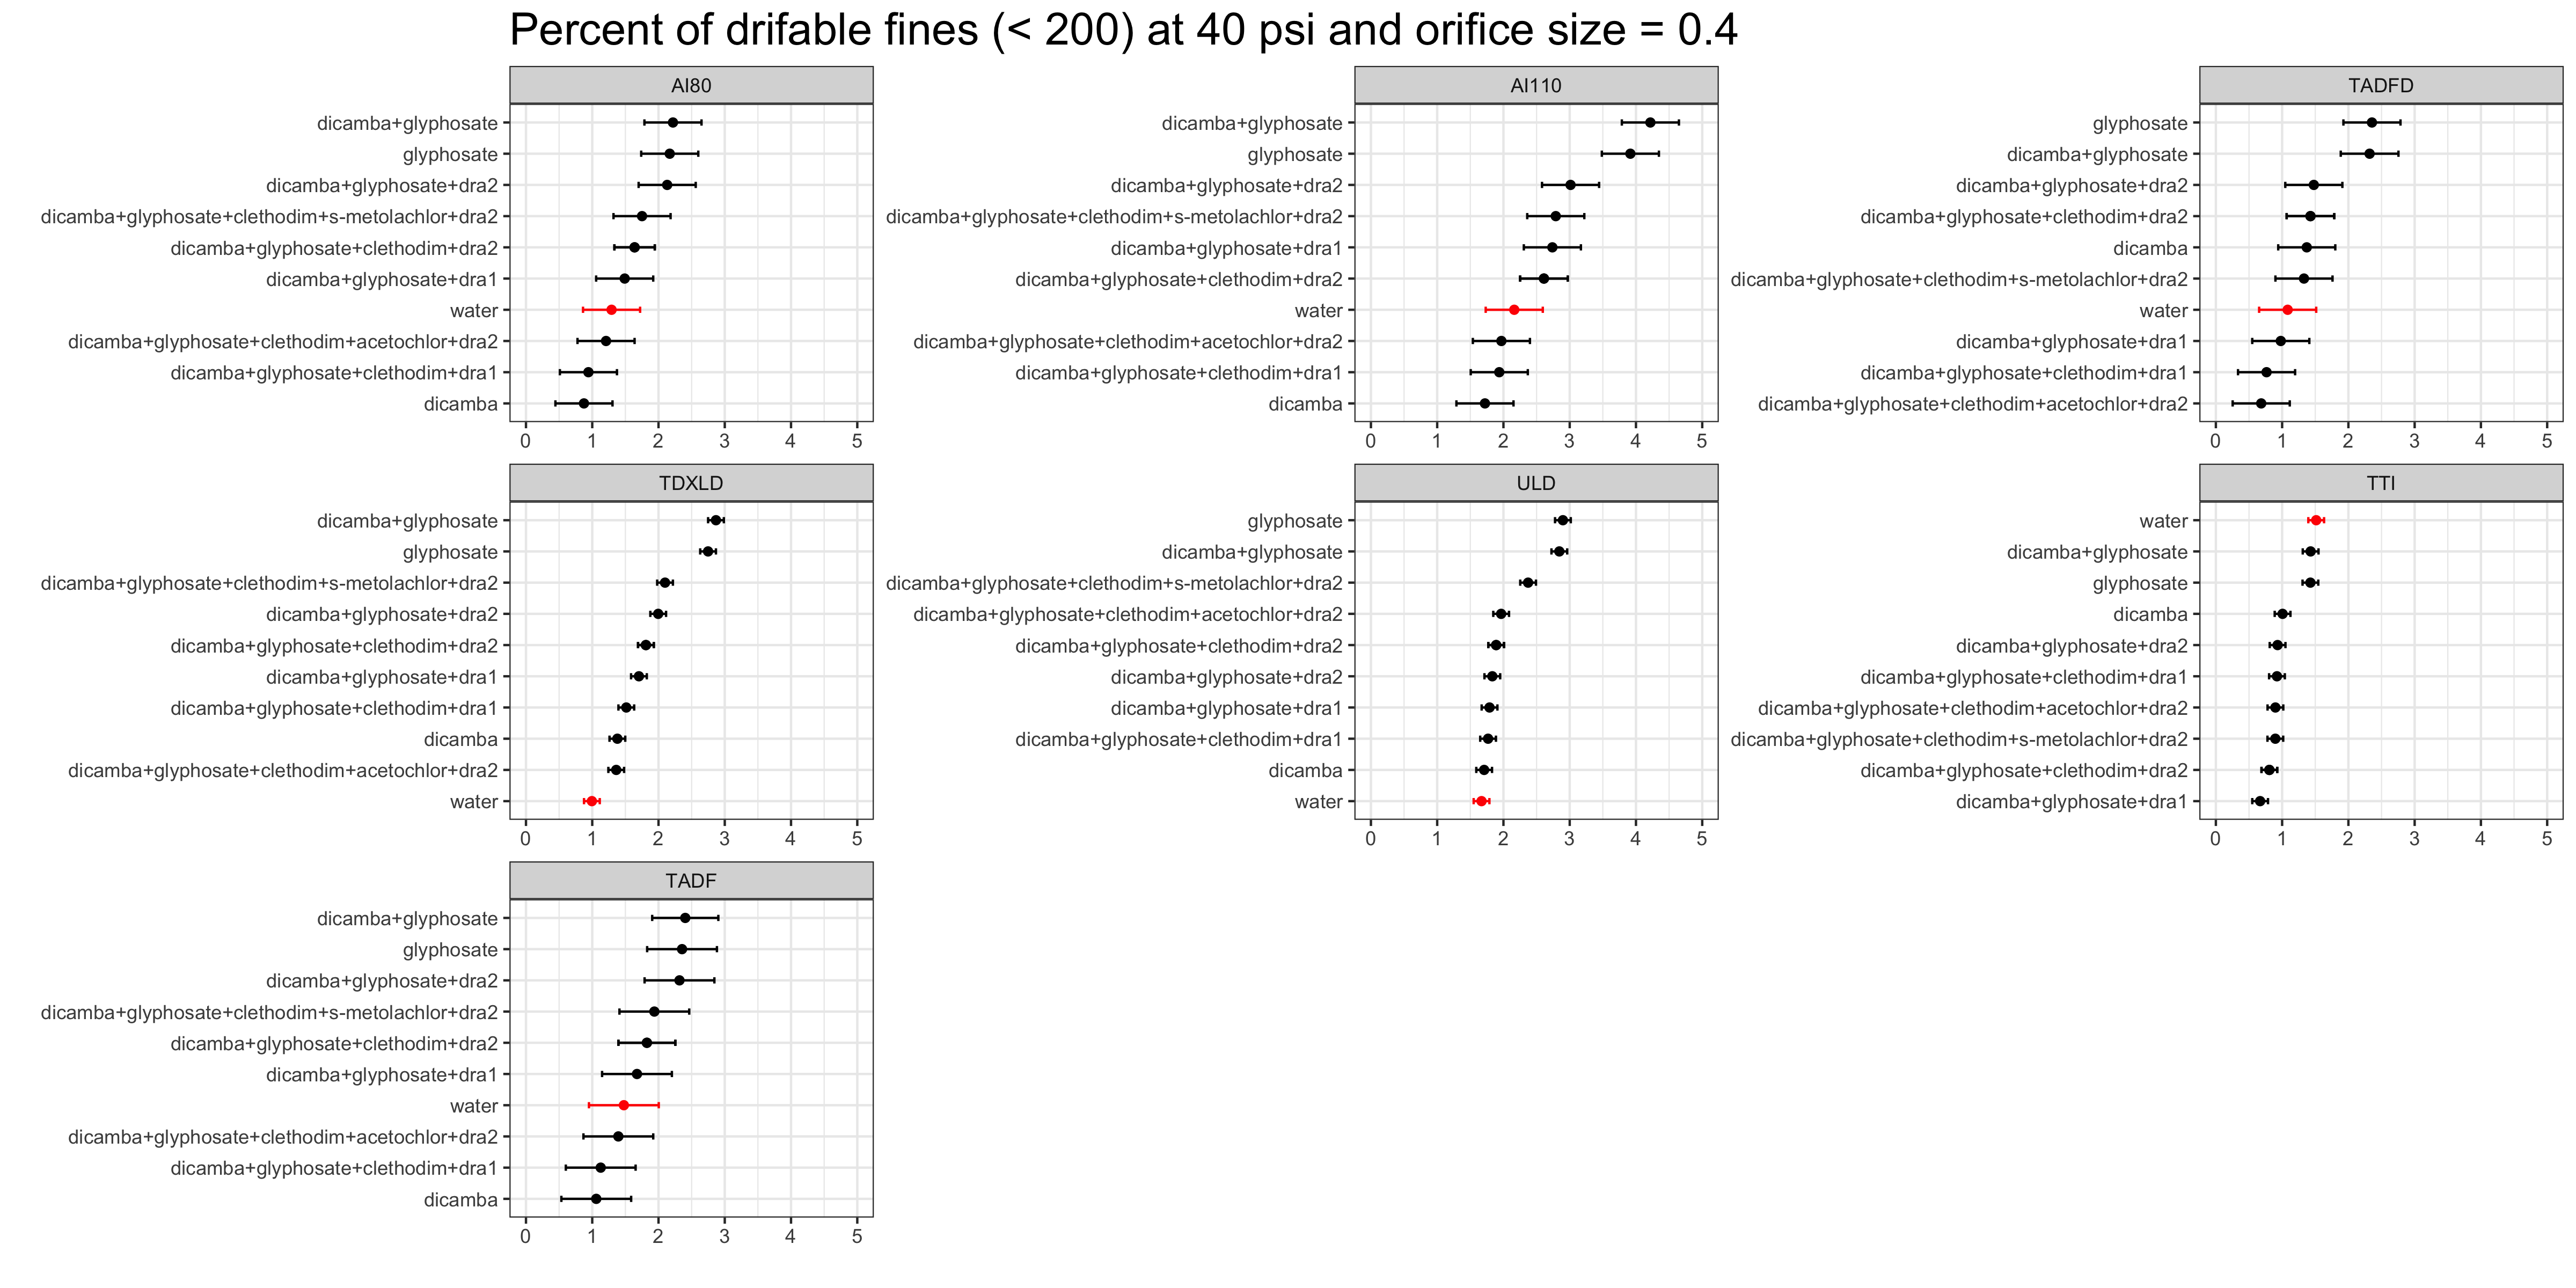 Percent of drifable fines (< 200) at 40 psi and orifice size = 0.4
AI80
dicamba+glyphosate
glyphosate
dicamba+glyphosate+dra2
dicamba+glyphosate+clethodim+s-metolachlor+dra2
dicamba+glyphosate+clethodim+dra2
dicamba+glyphosate+dra1
water
dicamba+glyphosate+clethodim+acetochlor+dra2
dicamba+glyphosate+clethodim+dra1
dicamba
0 1 2 3 4 5
AI110
dicamba+glyphosate
glyphosate
dicamba+glyphosate+dra2
dicamba+glyphosate+clethodim+s-metolachlor+dra2
dicamba+glyphosate+dra1
dicamba+glyphosate+clethodim+dra2
water
dicamba+glyphosate+clethodim+acetochlor+dra2
dicamba+glyphosate+clethodim+dra1
dicamba
0 1 2 3 4 5
TADFD
glyphosate
dicamba+glyphosate
dicamba+glyphosate+dra2
dicamba+glyphosate+clethodim+dra2
dicamba
dicamba+glyphosate+clethodim+s-metolachlor+dra2
water
dicamba+glyphosate+dra1
dicamba+glyphosate+clethodim+dra1
dicamba+glyphosate+clethodim+acetochlor+dra2
0 1 2 3 4 5
TDXLD
dicamba+glyphosate
glyphosate
dicamba+glyphosate+clethodim+s-metolachlor+dra2
dicamba+glyphosate+dra2
dicamba+glyphosate+clethodim+dra2
dicamba+glyphosate+dra1
dicamba+glyphosate+clethodim+dra1
dicamba
dicamba+glyphosate+clethodim+acetochlor+dra2
water
0 1 2 3 4 5
ULD
glyphosate
dicamba+glyphosate
dicamba+glyphosate+clethodim+s-metolachlor+dra2
dicamba+glyphosate+clethodim+acetochlor+dra2
dicamba+glyphosate+clethodim+dra2
dicamba+glyphosate+dra2
dicamba+glyphosate+dra1
dicamba+glyphosate+clethodim+dra1
dicamba
water
0 1 2 3 4 5
TTI
water
dicamba+glyphosate
glyphosate
dicamba
dicamba+glyphosate+dra2
dicamba+glyphosate+clethodim+dra1
dicamba+glyphosate+clethodim+acetochlor+dra2
dicamba+glyphosate+clethodim+s-metolachlor+dra2
dicamba+glyphosate+clethodim+dra2
dicamba+glyphosate+dra1
0 1 2 3 4 5
TADF
dicamba+glyphosate
glyphosate
dicamba+glyphosate+dra2
dicamba+glyphosate+clethodim+s-metolachlor+dra2
dicamba+glyphosate+clethodim+dra2
dicamba+glyphosate+dra1
water
dicamba+glyphosate+clethodim+acetochlor+dra2
dicamba+glyphosate+clethodim+dra1
dicamba
0 1 2 3 4 5